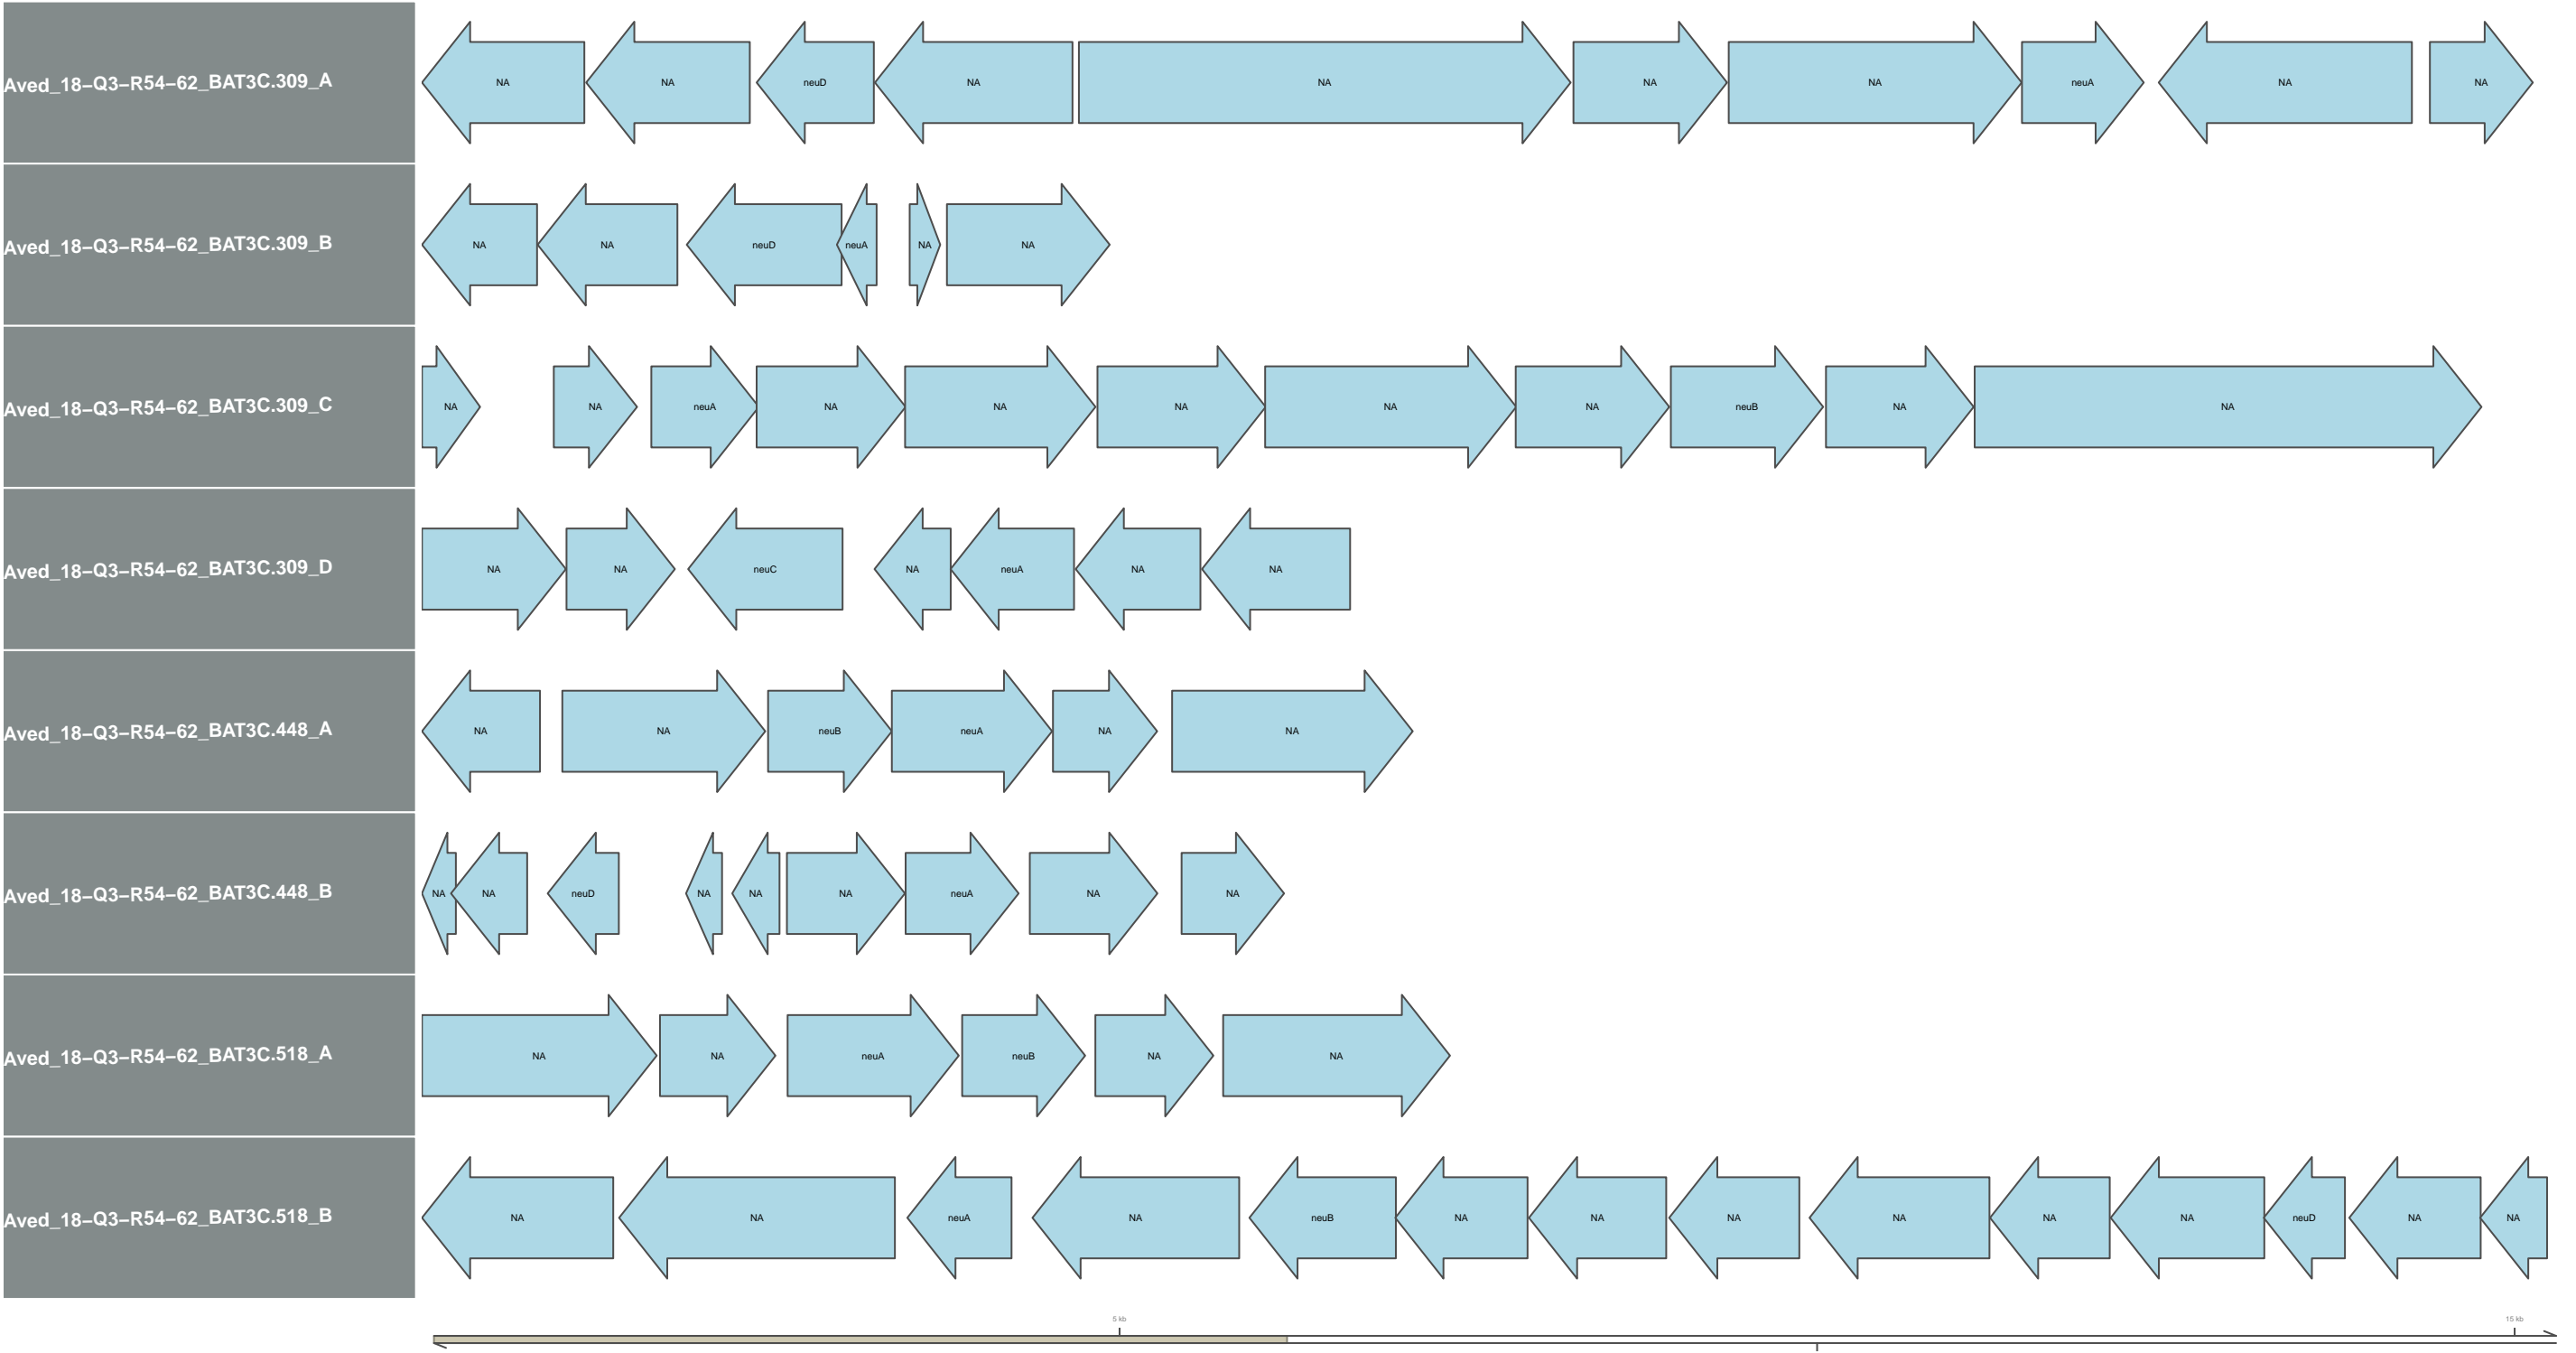 Aved_18-Q3-R54-62_BAT3C.309_A NA NA neuD NA NA NA NA neuA NA NA
Aved_18-Q3-R54-62_BAT3C.309_B NA NA neuD neuA NA NA
Aved_18-Q3-R54-62_BAT3C.309_C NA NA neuA NA NA NA NA NA neuB NA NA
Aved_18-Q3-R54-62_BAT3C.309_D NA NA neuC NA neuA NA NA
Aved_18-Q3-R54-62_BAT3C.448_A NA NA neuB neuA NA NA
Aved_18-Q3-R54-62_BAT3C.448_B NA NA neuD NA NA NA neuA NA NA
Aved_18-Q3-R54-62_BAT3C.518_A NA NA neuA neuB NA NA
Aved_18-Q3-R54-62_BAT3C.518_B NA NA neuA NA neuB NA NA NA NA NA NA neuD NA NA
5 kb 15 kb